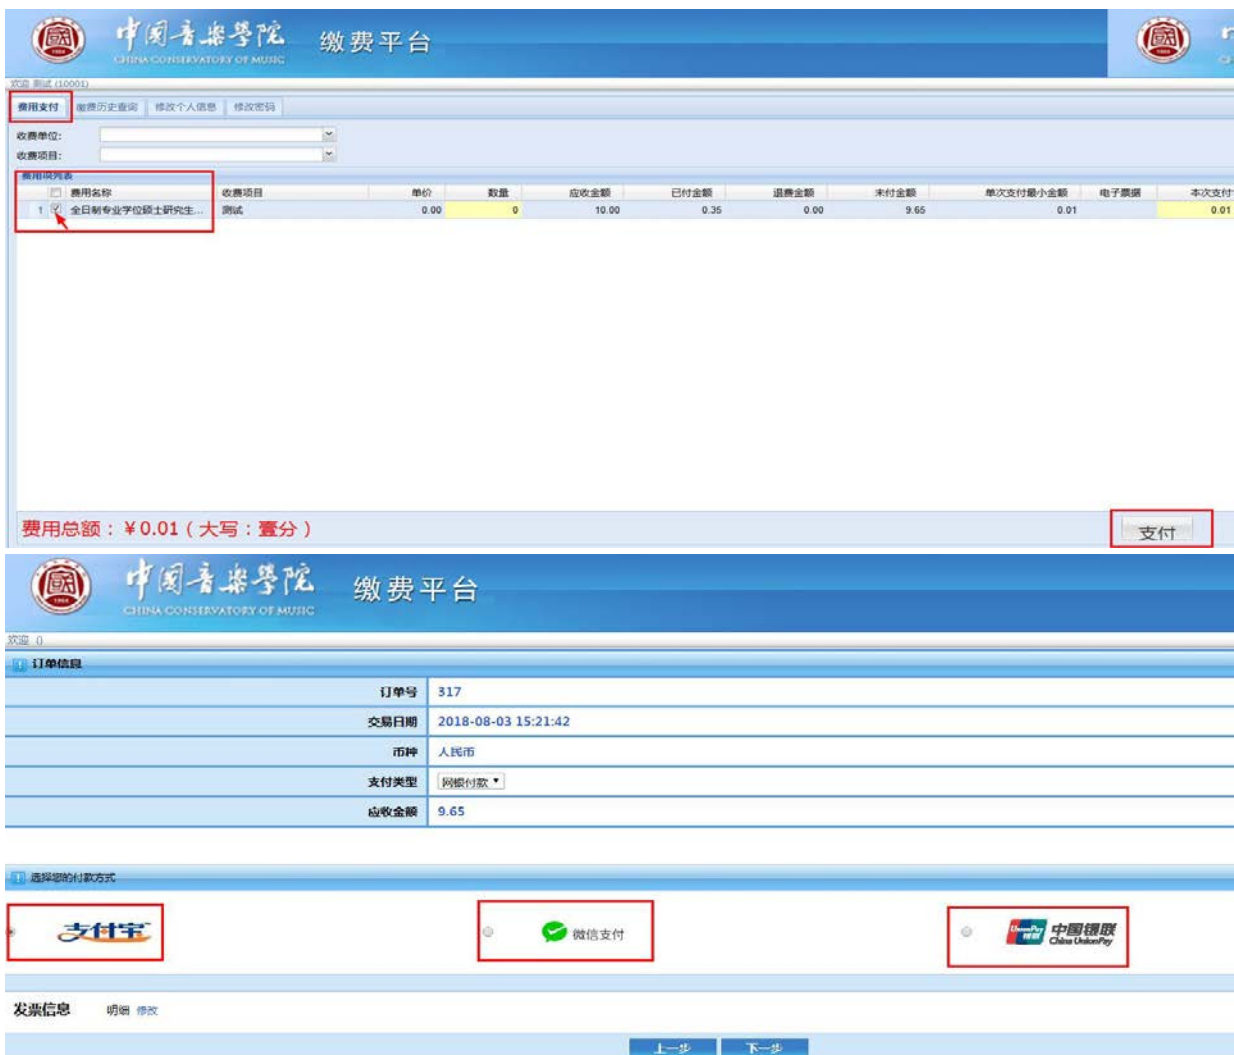 中国音乐学院 缴费平台
CHINA CONSERVATORY OF MUSIC
欢迎 测试 (10001)
费用支付 缴费历史查询 修改个人信息 修改密码
收费单位:
收费项目:
费用项列表
费用名称 收费项目 单价 数量 应收金额 已付金额 退费金额 未付金额 单次支付最小金额 电子票据 本次支付
1 全日制专业学位硕士研究生... 测试 0.00 0 10.00 0.35 0.00 9.65 0.01 0.01
费用总额：￥0.01（大写：壹分） 支付
中国音乐学院 缴费平台
CHINA CONSERVATORY OF MUSIC
欢迎 ()
订单信息
订单号 317
交易日期 2018-08-03 15:21:42
币种 人民币
支付类型 网银付款
应收金额 9.65
选择您的付款方式
支付宝 微信支付 UnionPay 银联 中国银联
China UnionPay
发票信息 明细 修改
上一步 下一步